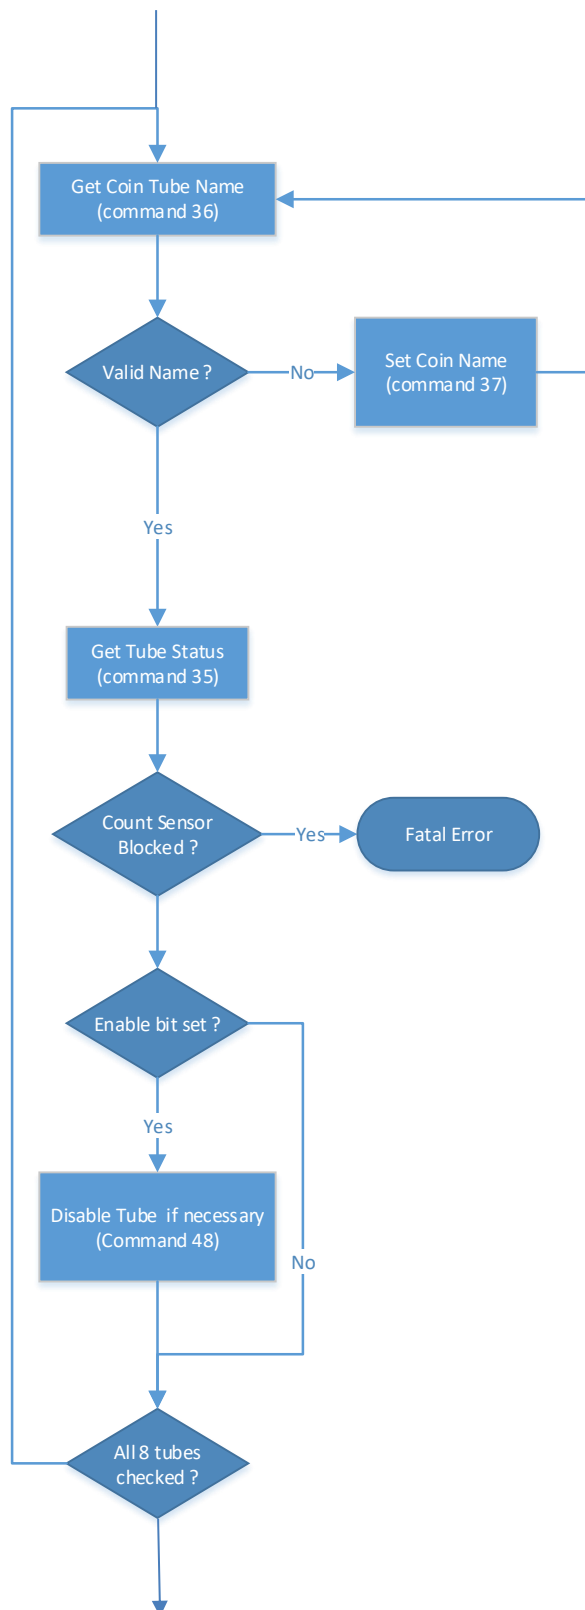 Get Coin Tube Name
(command 36)
Valid Name ?
No
Set Coin Name
(command 37)
Yes
Get Tube Status
(command 35)
Count Sensor
Blocked ?
Yes
Fatal Error
Enable bit set ?
Yes
Disable Tube if necessary
(Command 48)
No
All 8 tubes
checked ?